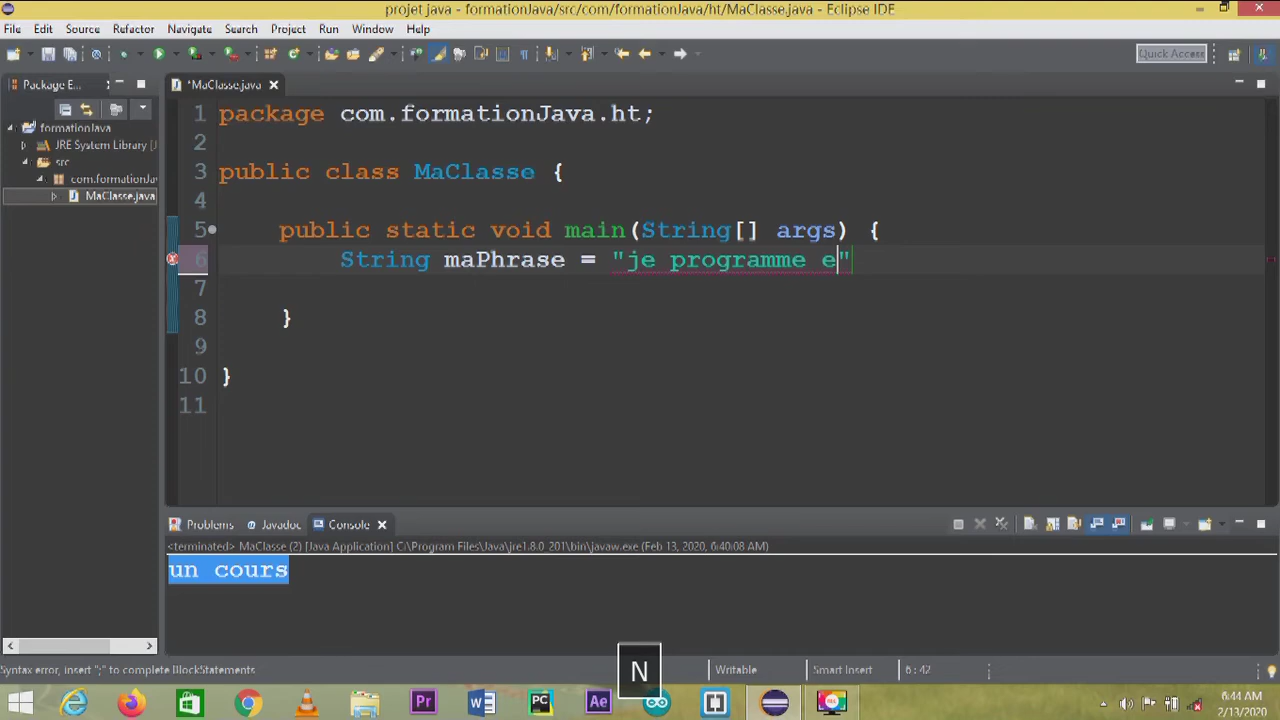 projet java - formationJava/src/com/formationJava/ht/MaClasse.java - Eclipse IDE
File Edit Source Refactor Navigate Search Project Run Window Help
Quick Access
Package E...
*MaClasse.java
formationJava
JRE System Library [J
src
com.formationJav
MaClasse.java
1 package com.formationJava.ht;
2
3 public class MaClasse {
4
5 public static void main(String[] args) {
6 String maPhrase = "je programme e"
7
8 }
9
10 }
11
Problems Javadoc Console
<terminated> MaClasse (2) [Java Application] C:\Program Files\Java\jre1.8.0_201\bin\javaw.exe (Feb 13, 2020, 6:40:08 AM)
un cours
N
Syntax error, insert ";" to complete BlockStatements
Writable
Smart Insert
6 : 42
Pr
W
PC
Ae
6:44 AM
2/13/2020